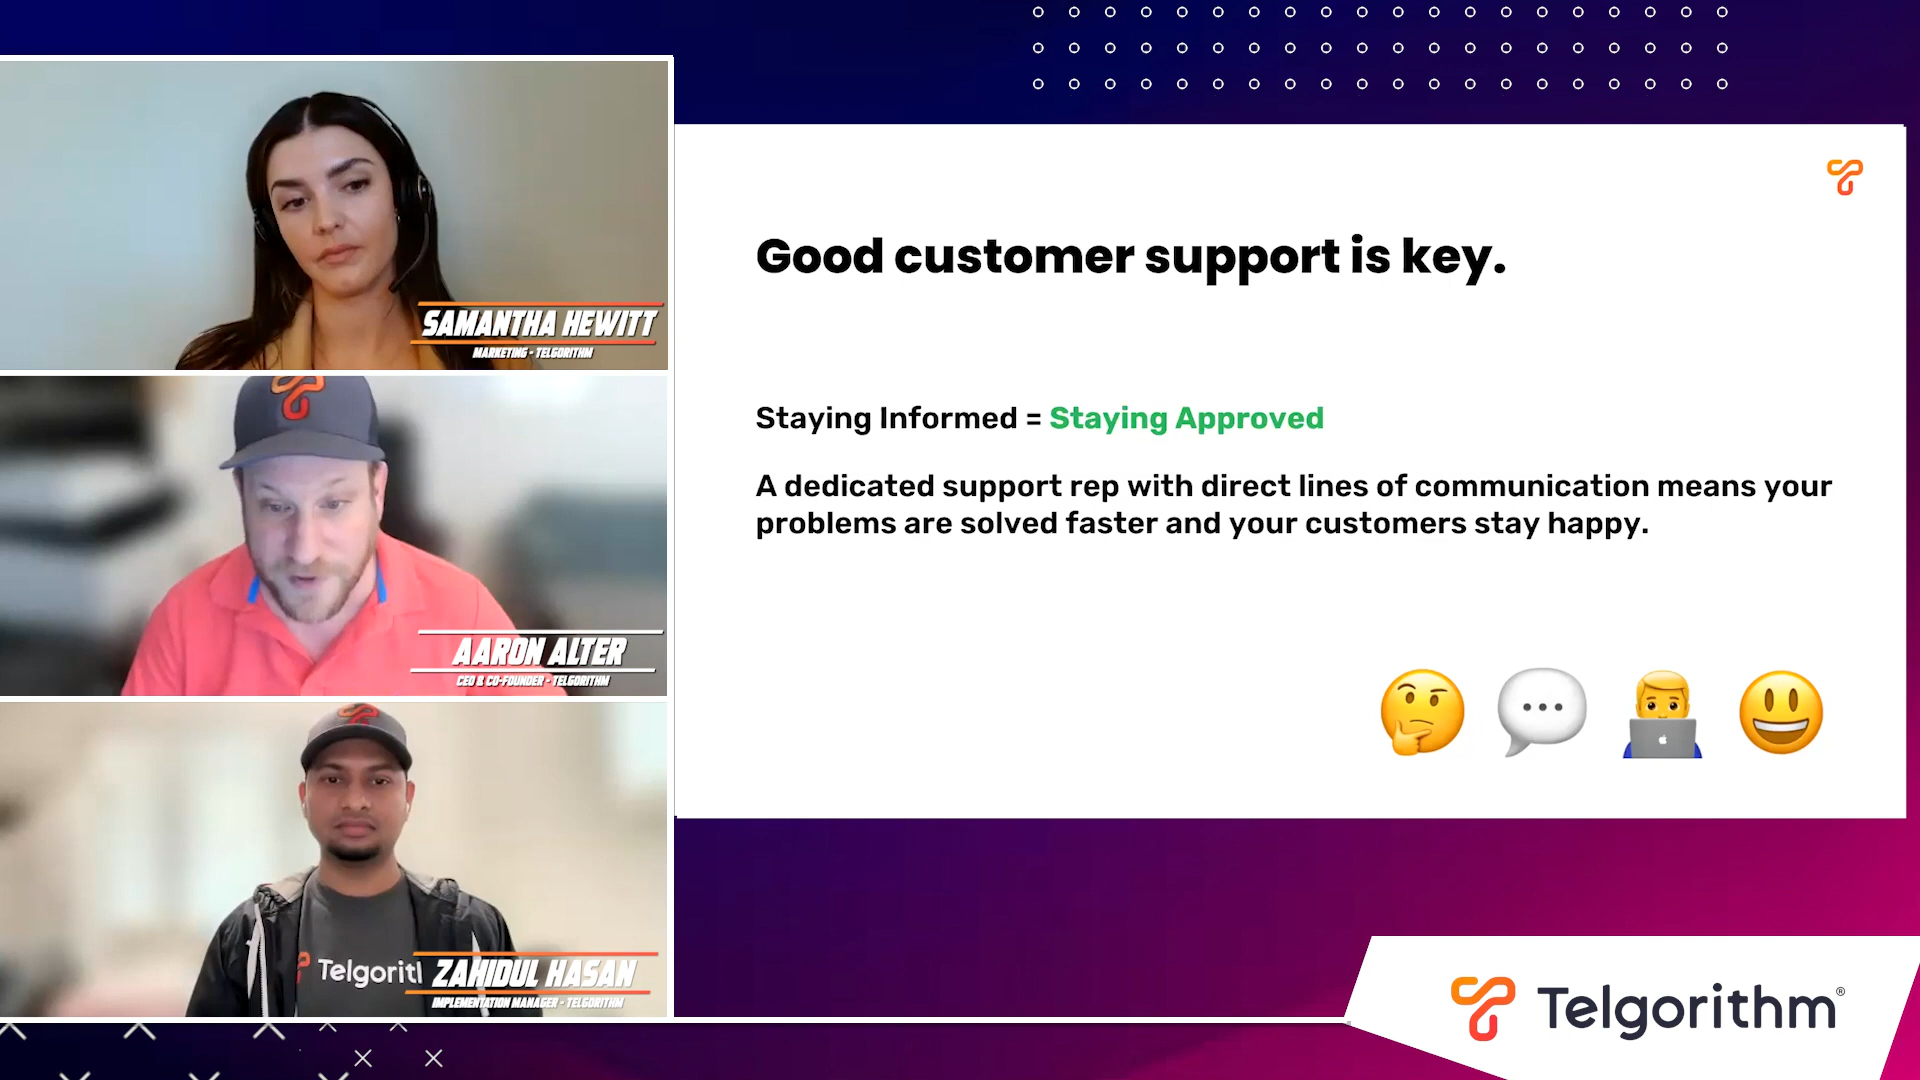 SAMANTHA HEWITT
MARKETING - TELGORITHM
AARON ALTER
CEO & CO-FOUNDER - TELGORITHM
Telgorit
ZAHIDUL HASAN
IMPLEMENTATION MANAGER - TELGORITHM
Good customer support is key.
Staying Informed = Staying Approved
A dedicated support rep with direct lines of communication means your
problems are solved faster and your customers stay happy.
Telgorithm®